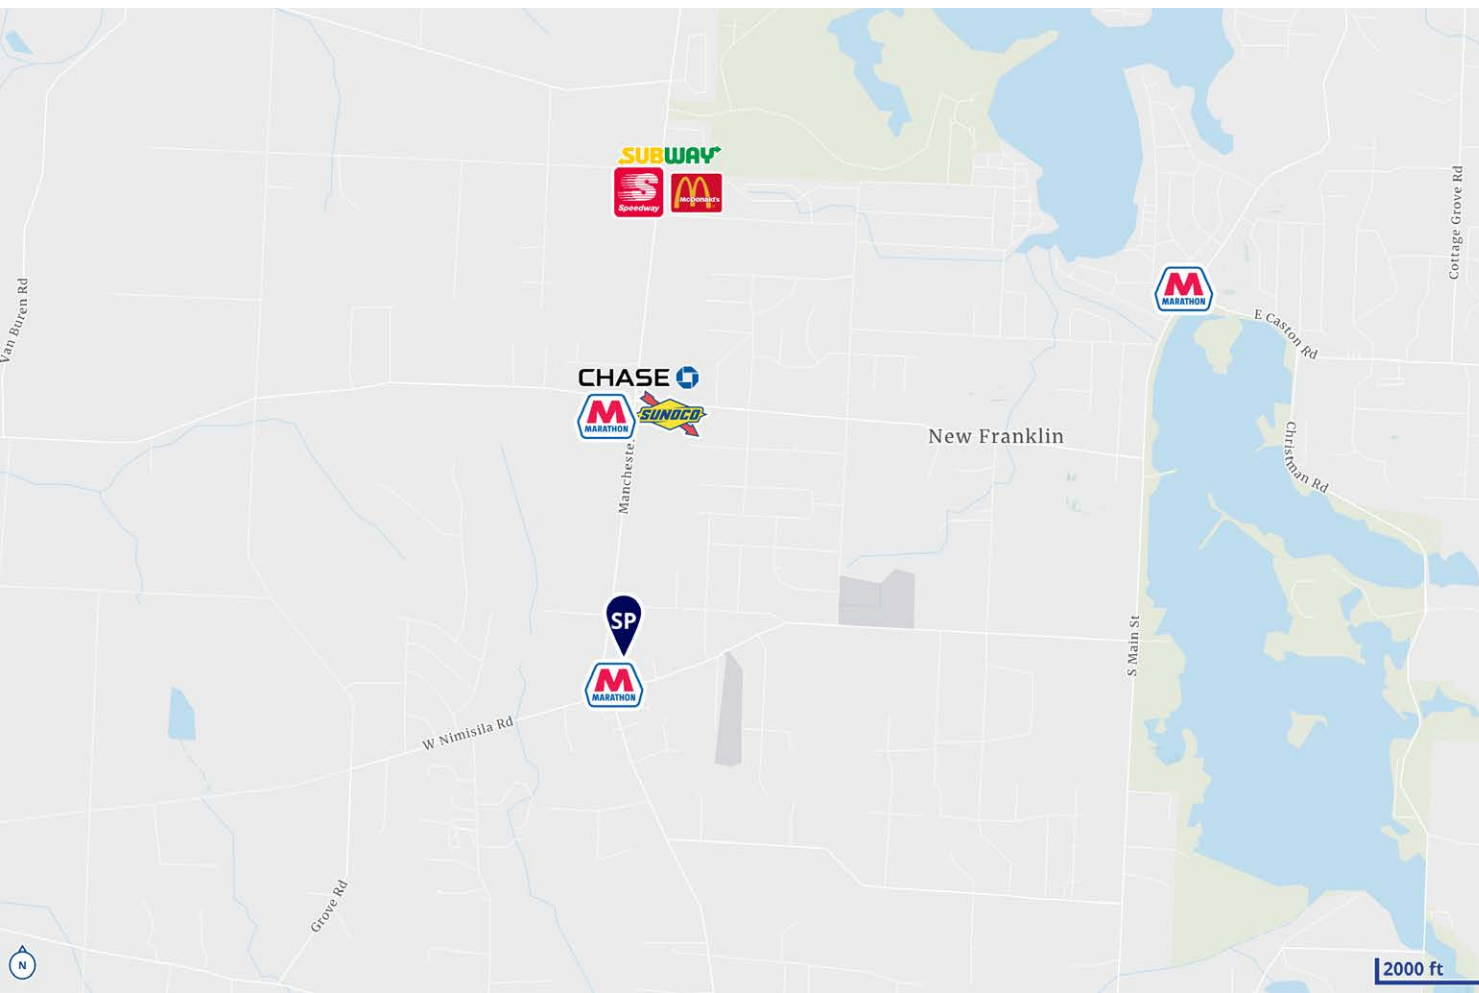 SUBWAY
S
Speedway
M
McDonald's
Cottage Grove Rd
Van Buren Rd
M
MARATHON
E Caston Rd
CHASE
M
MARATHON
SUNOCO
Mancheste
New Franklin
Christman Rd
SP
M
MARATHON
S Main St
W Nimisila Rd
Grove Rd
N
2000 ft